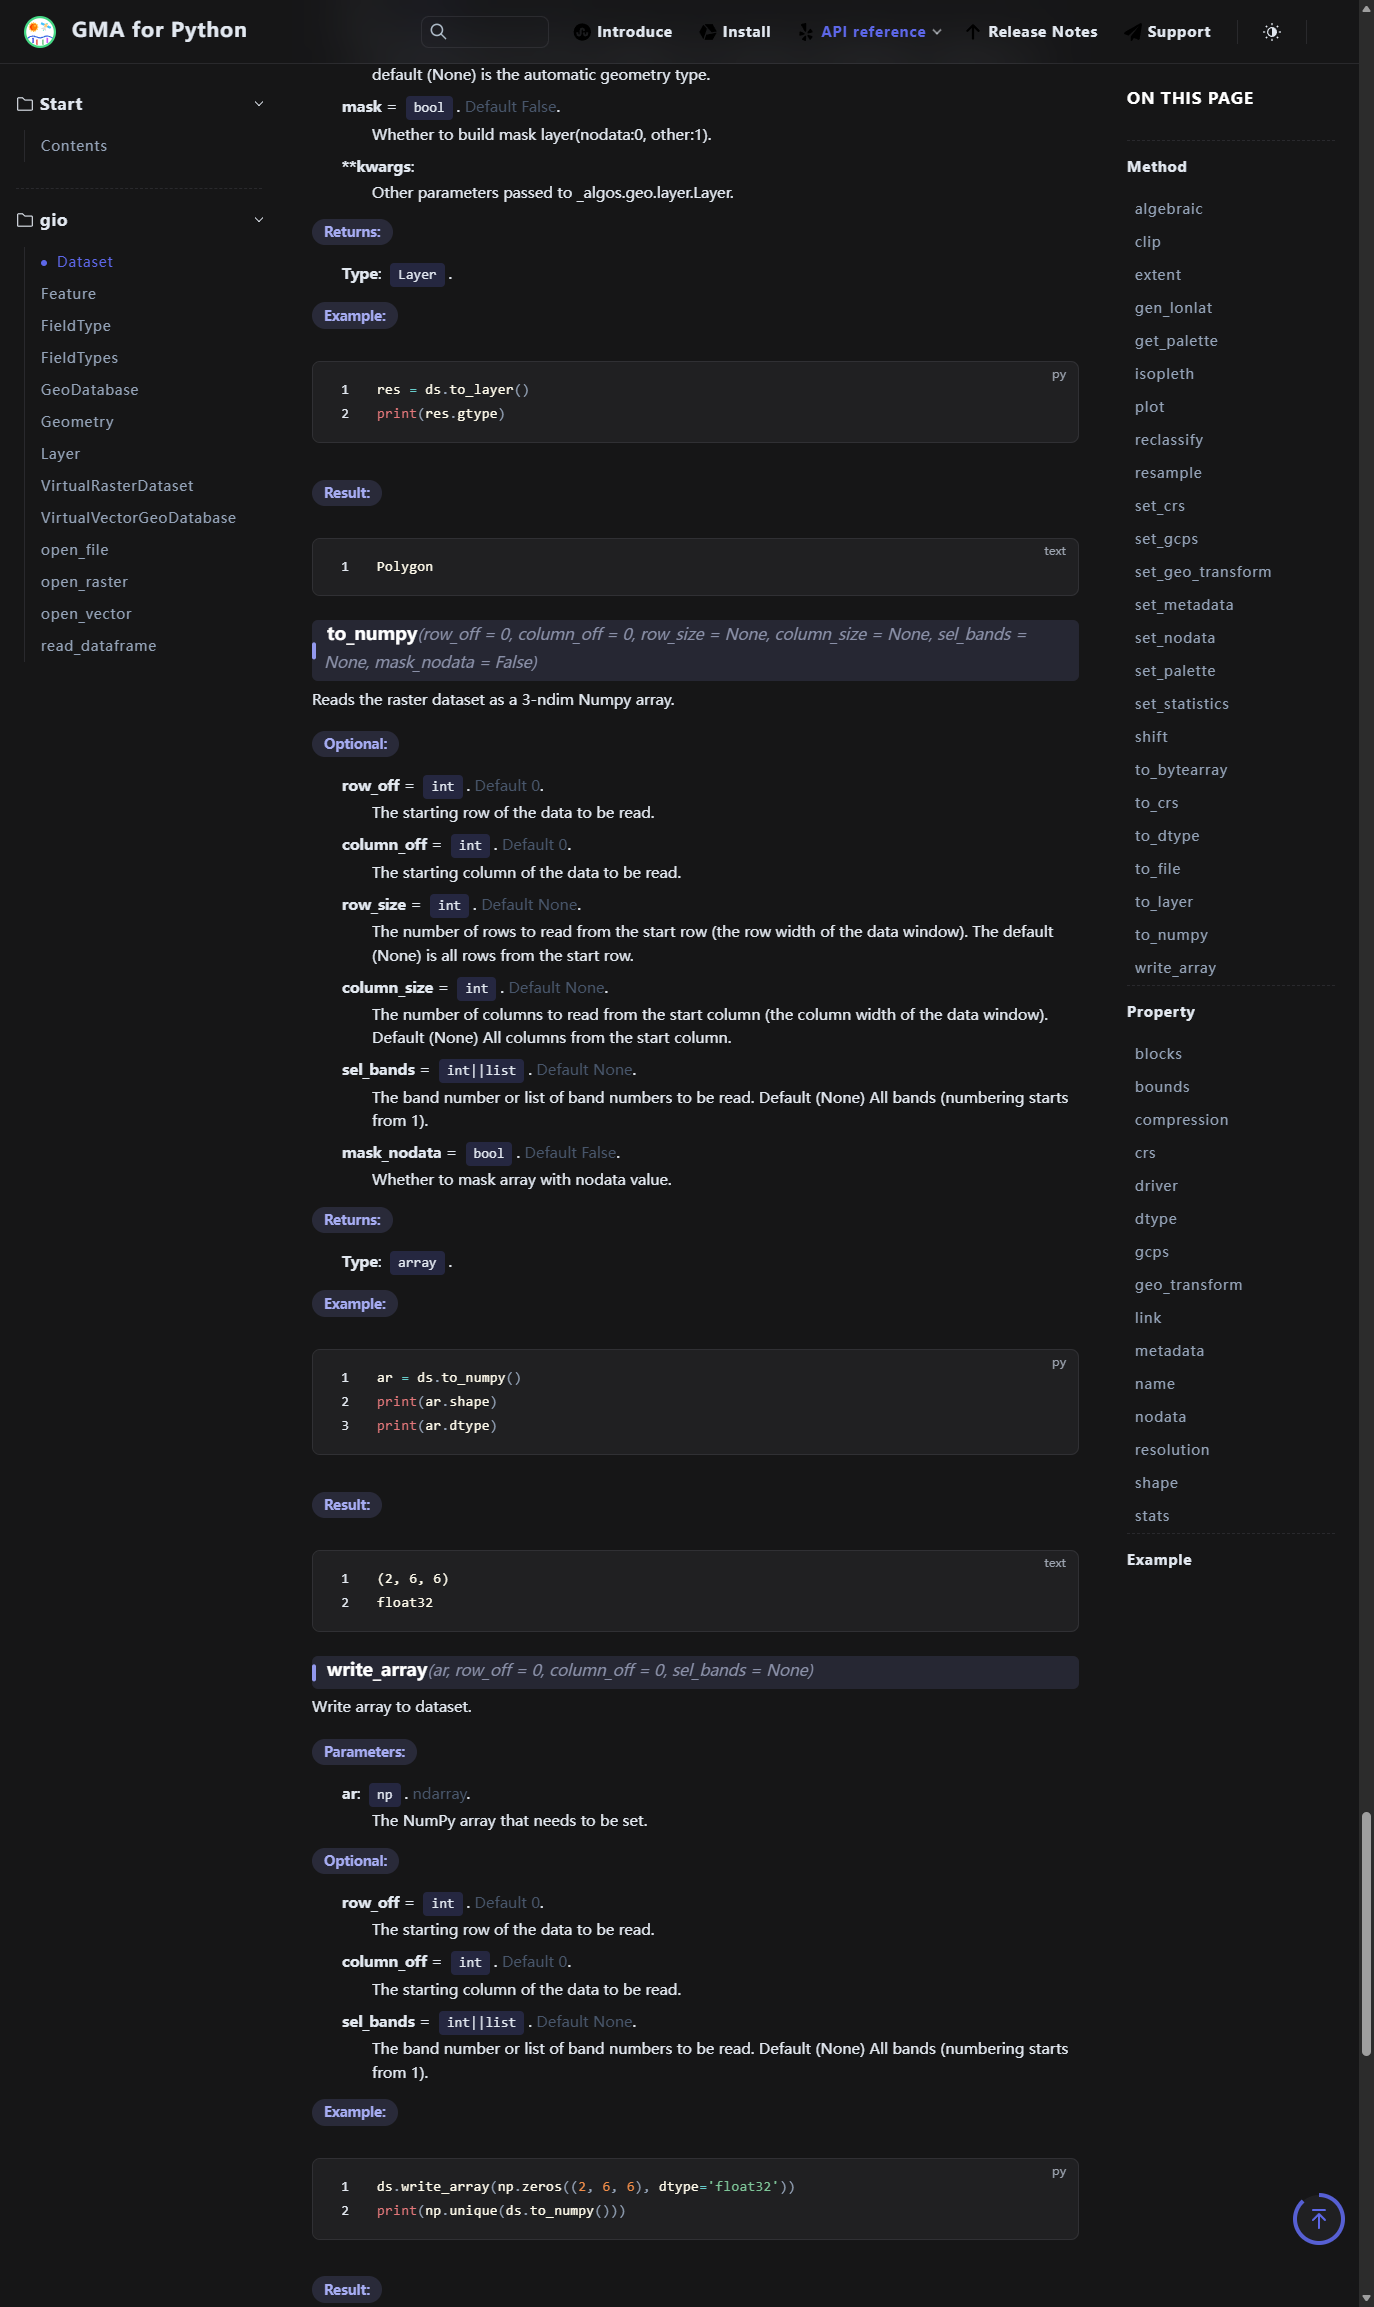 GMA for Python
Introduce
Install
API reference
Release Notes
Support
Start
Contents
gio
Dataset
Feature
FieldType
FieldTypes
GeoDatabase
Geometry
Layer
VirtualRasterDataset
VirtualVectorGeoDatabase
open_file
open_raster
open_vector
read_dataframe
default (None) is the automatic geometry type.
mask = bool . Default False.
Whether to build mask layer(nodata:0, other:1).
**kwargs:
Other parameters passed to _algos.geo.layer.Layer.
Returns:
Type: Layer .
Example:
py
1 res = ds.to_layer()
2 print(res.gtype)
Result:
text
1 Polygon
to_numpy(row_off = 0, column_off = 0, row_size = None, column_size = None, sel_bands =
None, mask_nodata = False)
Reads the raster dataset as a 3-ndim Numpy array.
Optional:
row_off = int . Default 0.
The starting row of the data to be read.
column_off = int . Default 0.
The starting column of the data to be read.
row_size = int . Default None.
The number of rows to read from the start row (the row width of the data window). The default
(None) is all rows from the start row.
column_size = int . Default None.
The number of columns to read from the start column (the column width of the data window).
Default (None) All columns from the start column.
sel_bands = int||list . Default None.
The band number or list of band numbers to be read. Default (None) All bands (numbering starts
from 1).
mask_nodata = bool . Default False.
Whether to mask array with nodata value.
Returns:
Type: array .
Example:
py
1 ar = ds.to_numpy()
2 print(ar.shape)
3 print(ar.dtype)
Result:
text
1 (2, 6, 6)
2 float32
write_array(ar, row_off = 0, column_off = 0, sel_bands = None)
Write array to dataset.
Parameters:
ar: np . ndarray.
The NumPy array that needs to be set.
Optional:
row_off = int . Default 0.
The starting row of the data to be read.
column_off = int . Default 0.
The starting column of the data to be read.
sel_bands = int||list . Default None.
The band number or list of band numbers to be read. Default (None) All bands (numbering starts
from 1).
Example:
py
1 ds.write_array(np.zeros((2, 6, 6), dtype='float32'))
2 print(np.unique(ds.to_numpy()))
Result:
ON THIS PAGE
Method
algebraic
clip
extent
gen_lonlat
get_palette
isopleth
plot
reclassify
resample
set_crs
set_gcps
set_geo_transform
set_metadata
set_nodata
set_palette
set_statistics
shift
to_bytearray
to_crs
to_dtype
to_file
to_layer
to_numpy
write_array
Property
blocks
bounds
compression
crs
driver
dtype
gcps
geo_transform
link
metadata
name
nodata
resolution
shape
stats
Example